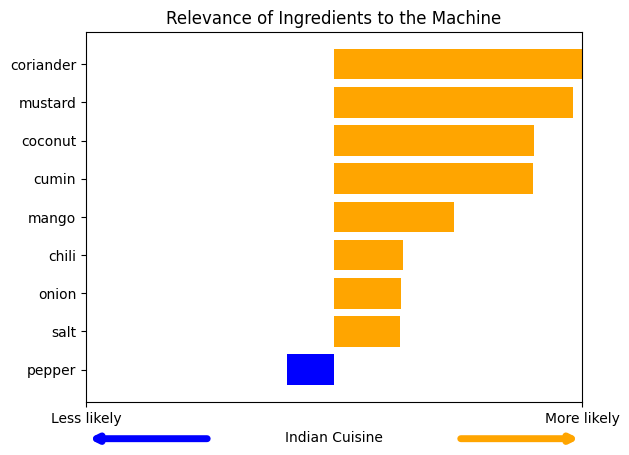 Relevance of Ingredients to the Machine
coriander
mustard
coconut
cumin
mango
chili
onion
salt
pepper
Less likely
More likely
Indian Cuisine